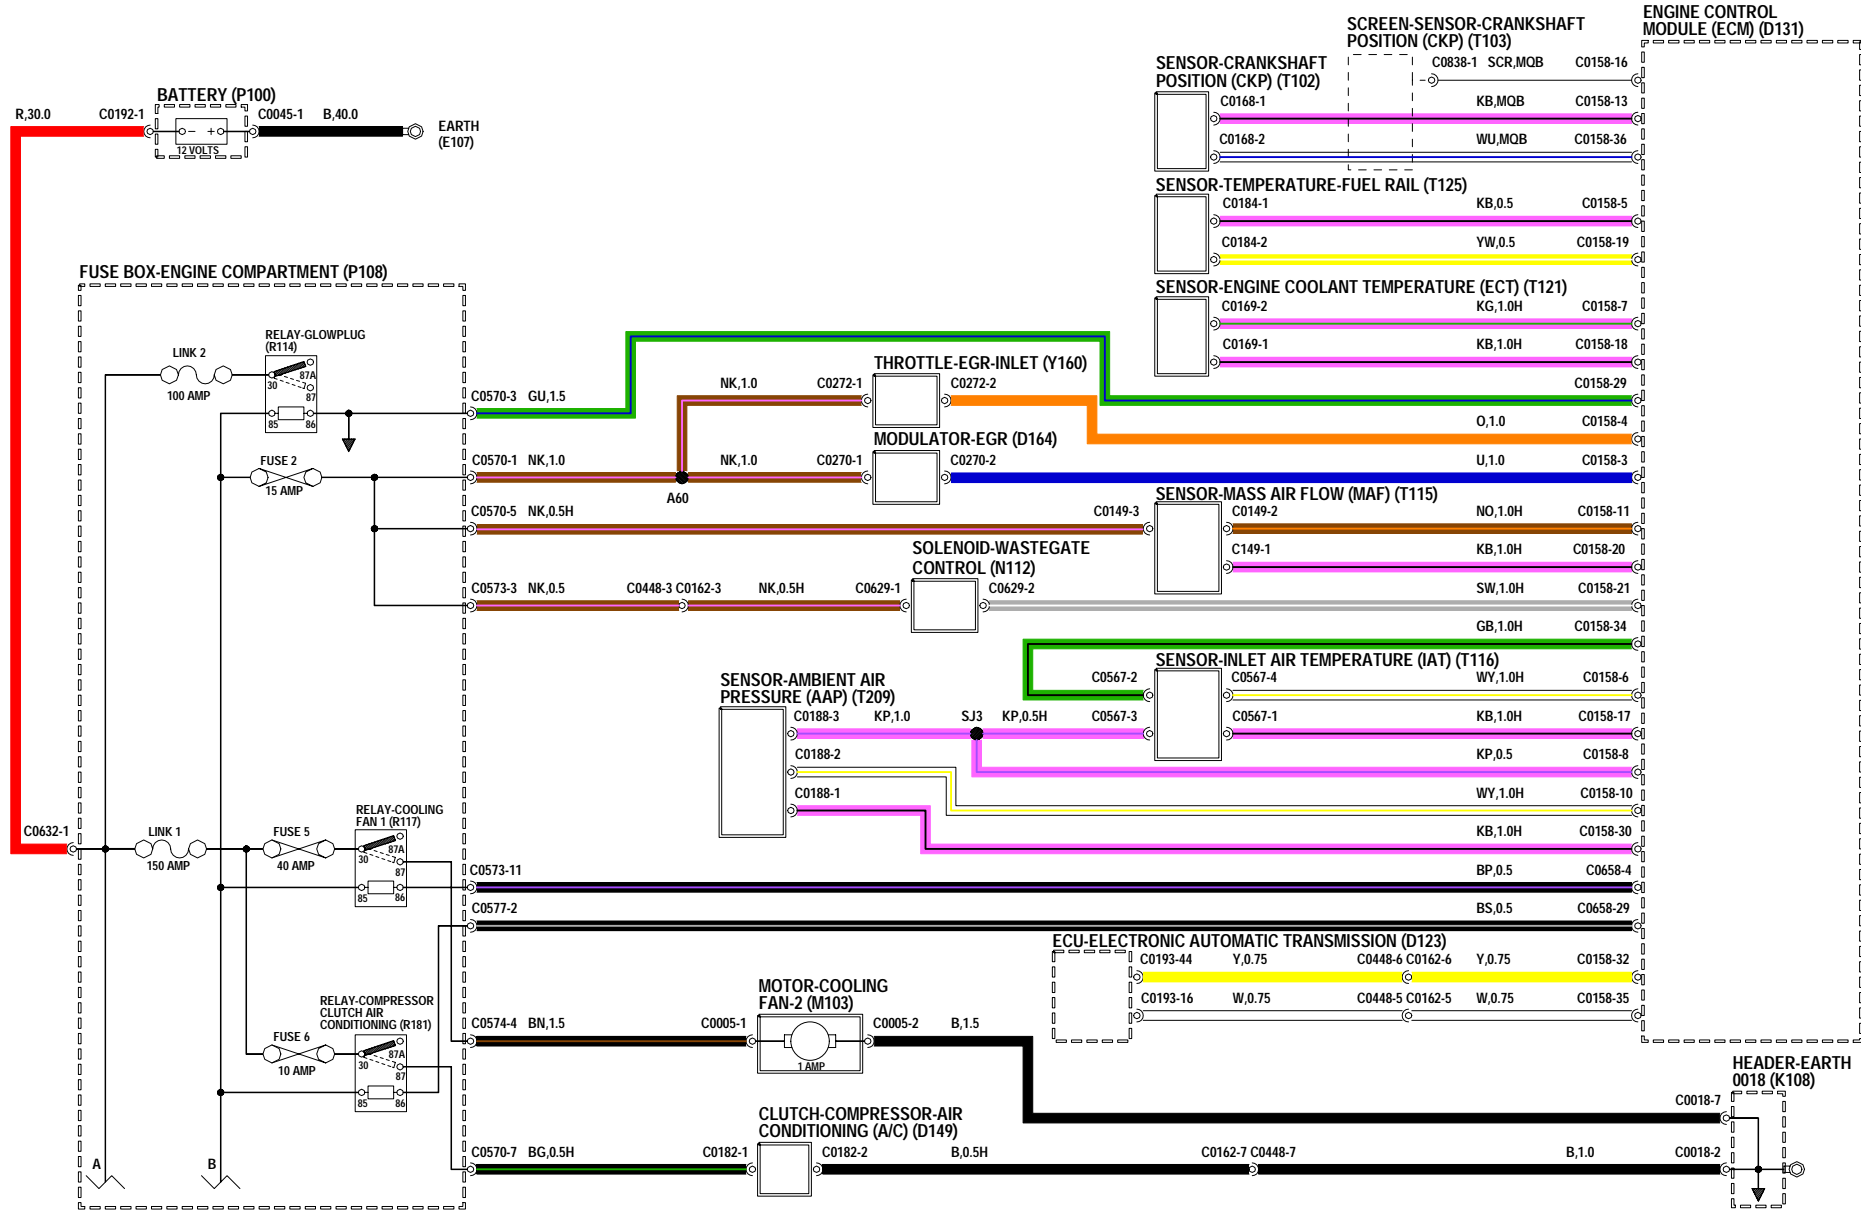 ENGINE CONTROL
MODULE (ECM) (D131)
SCREEN-SENSOR-CRANKSHAFT
POSITION (CKP) (T103)
SENSOR-CRANKSHAFT
POSITION (CKP) (T102)
C0838-1 SCR,MQB C0158-16
C0168-1 KB,MQB C0158-13
C0168-2 WU,MQB C0158-36
BATTERY (P100)
R,30.0 C0192-1 C0045-1 B,40.0
- +
12 VOLTS
EARTH
(E107)
SENSOR-TEMPERATURE-FUEL RAIL (T125)
C0184-1 KB,0.5 C0158-5
C0184-2 YW,0.5 C0158-19
FUSE BOX-ENGINE COMPARTMENT (P108)
SENSOR-ENGINE COOLANT TEMPERATURE (ECT) (T121)
C0169-2 KG,1.0H C0158-7
C0169-1 KB,1.0H C0158-18
RELAY-GLOWPLUG
(R114)
LINK 2
100 AMP
30 87A
87
85 86
THROTTLE-EGR-INLET (Y160)
C0570-3 GU,1.5 C0158-29
NK,1.0 C0272-1 C0272-2
O,1.0 C0158-4
MODULATOR-EGR (D164)
FUSE 2
15 AMP
C0570-1 NK,1.0 NK,1.0 C0270-1 C0270-2 U,1.0 C0158-3
A60
SENSOR-MASS AIR FLOW (MAF) (T115)
C0570-5 NK,0.5H C0149-3 C0149-2 NO,1.0H C0158-11
C149-1 KB,1.0H C0158-20
SOLENOID-WASTEGATE
CONTROL (N112)
C0573-3 NK,0.5 C0448-3 C0162-3 NK,0.5H C0629-1 C0629-2 SW,1.0H C0158-21
GB,1.0H C0158-34
SENSOR-INLET AIR TEMPERATURE (IAT) (T116)
C0567-2 C0567-4 WY,1.0H C0158-6
SENSOR-AMBIENT AIR
PRESSURE (AAP) (T209)
C0188-3 KP,1.0 SJ3 KP,0.5H C0567-3 C0567-1 KB,1.0H C0158-17
C0188-2 KP,0.5 C0158-8
C0188-1 WY,1.0H C0158-10
KB,1.0H C0158-30
RELAY-COOLING
FAN 1 (R117)
C0632-1 LINK 1 FUSE 5
150 AMP 40 AMP
30 87A
87
85 86
C0573-11 BP,0.5 C0658-4
C0577-2 BS,0.5 C0658-29
ECU-ELECTRONIC AUTOMATIC TRANSMISSION (D123)
C0193-44 Y,0.75 C0448-6 C0162-6 Y,0.75 C0158-32
C0193-16 W,0.75 C0448-5 C0162-5 W,0.75 C0158-35
RELAY-COMPRESSOR
CLUTCH AIR
CONDITIONING (R181)
FUSE 6
10 AMP
30 87A
87
85 86
MOTOR-COOLING
FAN-2 (M103)
C0574-4 BN,1.5 C0005-1 C0005-2 B,1.5
1 AMP
HEADER-EARTH
0018 (K108)
C0018-7
CLUTCH-COMPRESSOR-AIR
CONDITIONING (A/C) (D149)
C0570-7 BG,0.5H C0182-1 C0182-2 B,0.5H C0162-7 C0448-7 B,1.0 C0018-2
A B